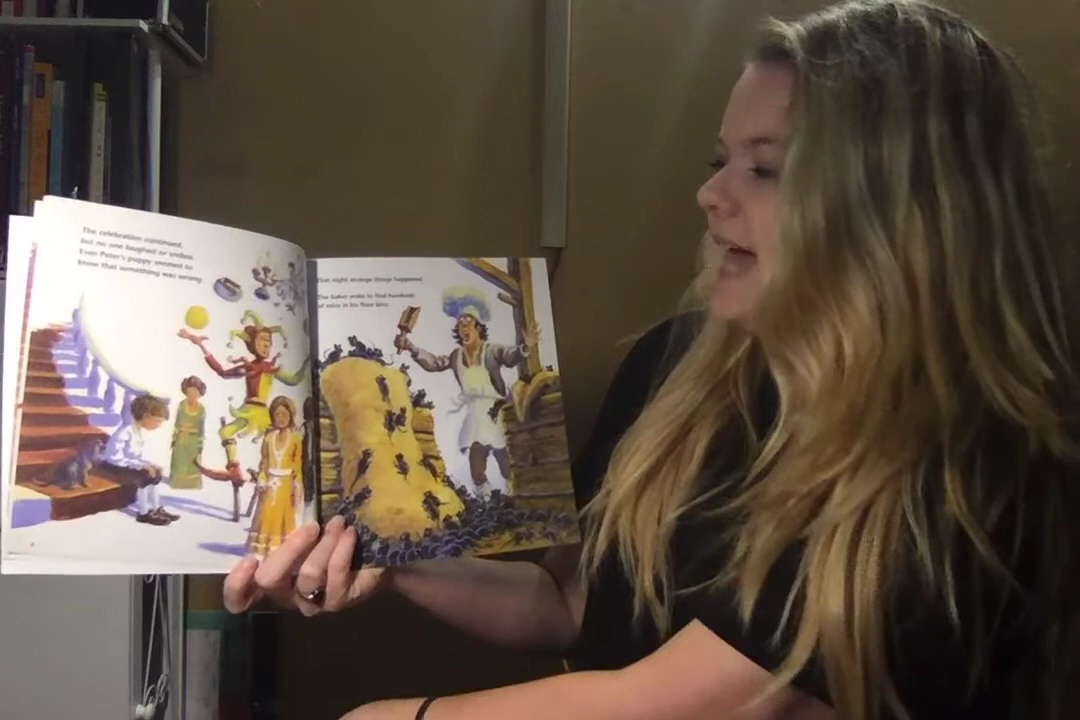 The celebration continued,
but no one laughed or smiled.
Even Peter's puppy seemed to
know that something was wrong.
That night strange things happened.
The baker woke to find hundreds
of mice in his flour bins.